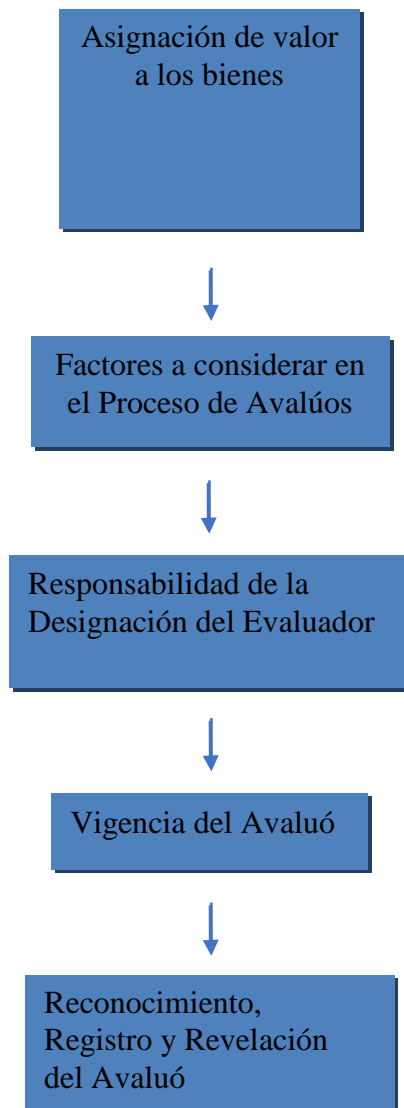 Asignación de valor
a los bienes
Factores a considerar en
el Proceso de Avalúos
Responsabilidad de la
Designación del Evaluador
Vigencia del Avaluó
Reconocimiento,
Registro y Revelación
del Avaluó